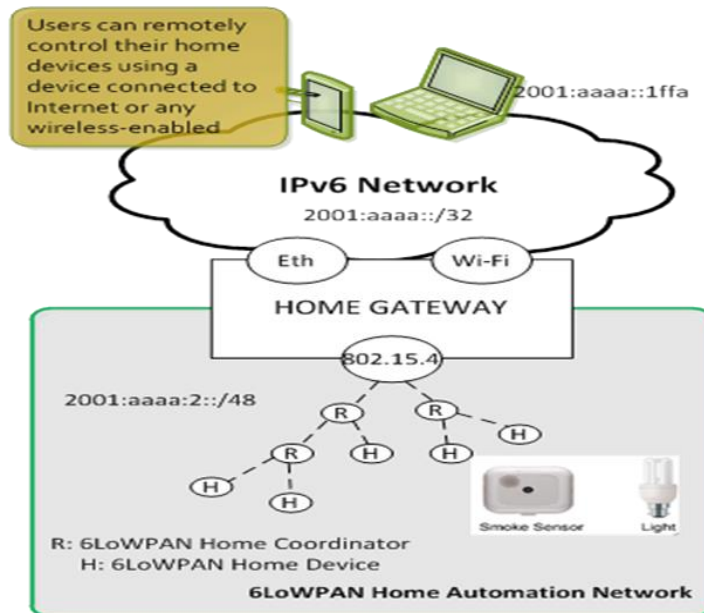 Users can remotely
control their home
devices using a
device connected to
Internet or any
wireless-enabled
2001:aaaa::1ffa
IPv6 Network
2001:aaaa::/32
Eth
Wi-Fi
HOME GATEWAY
802.15.4
2001:aaaa:2::/48
R
R
R
H
H
H
H
H
Smoke Sensor
Light
R: 6LoWPAN Home Coordinator
H: 6LoWPAN Home Device
6LoWPAN Home Automation Network